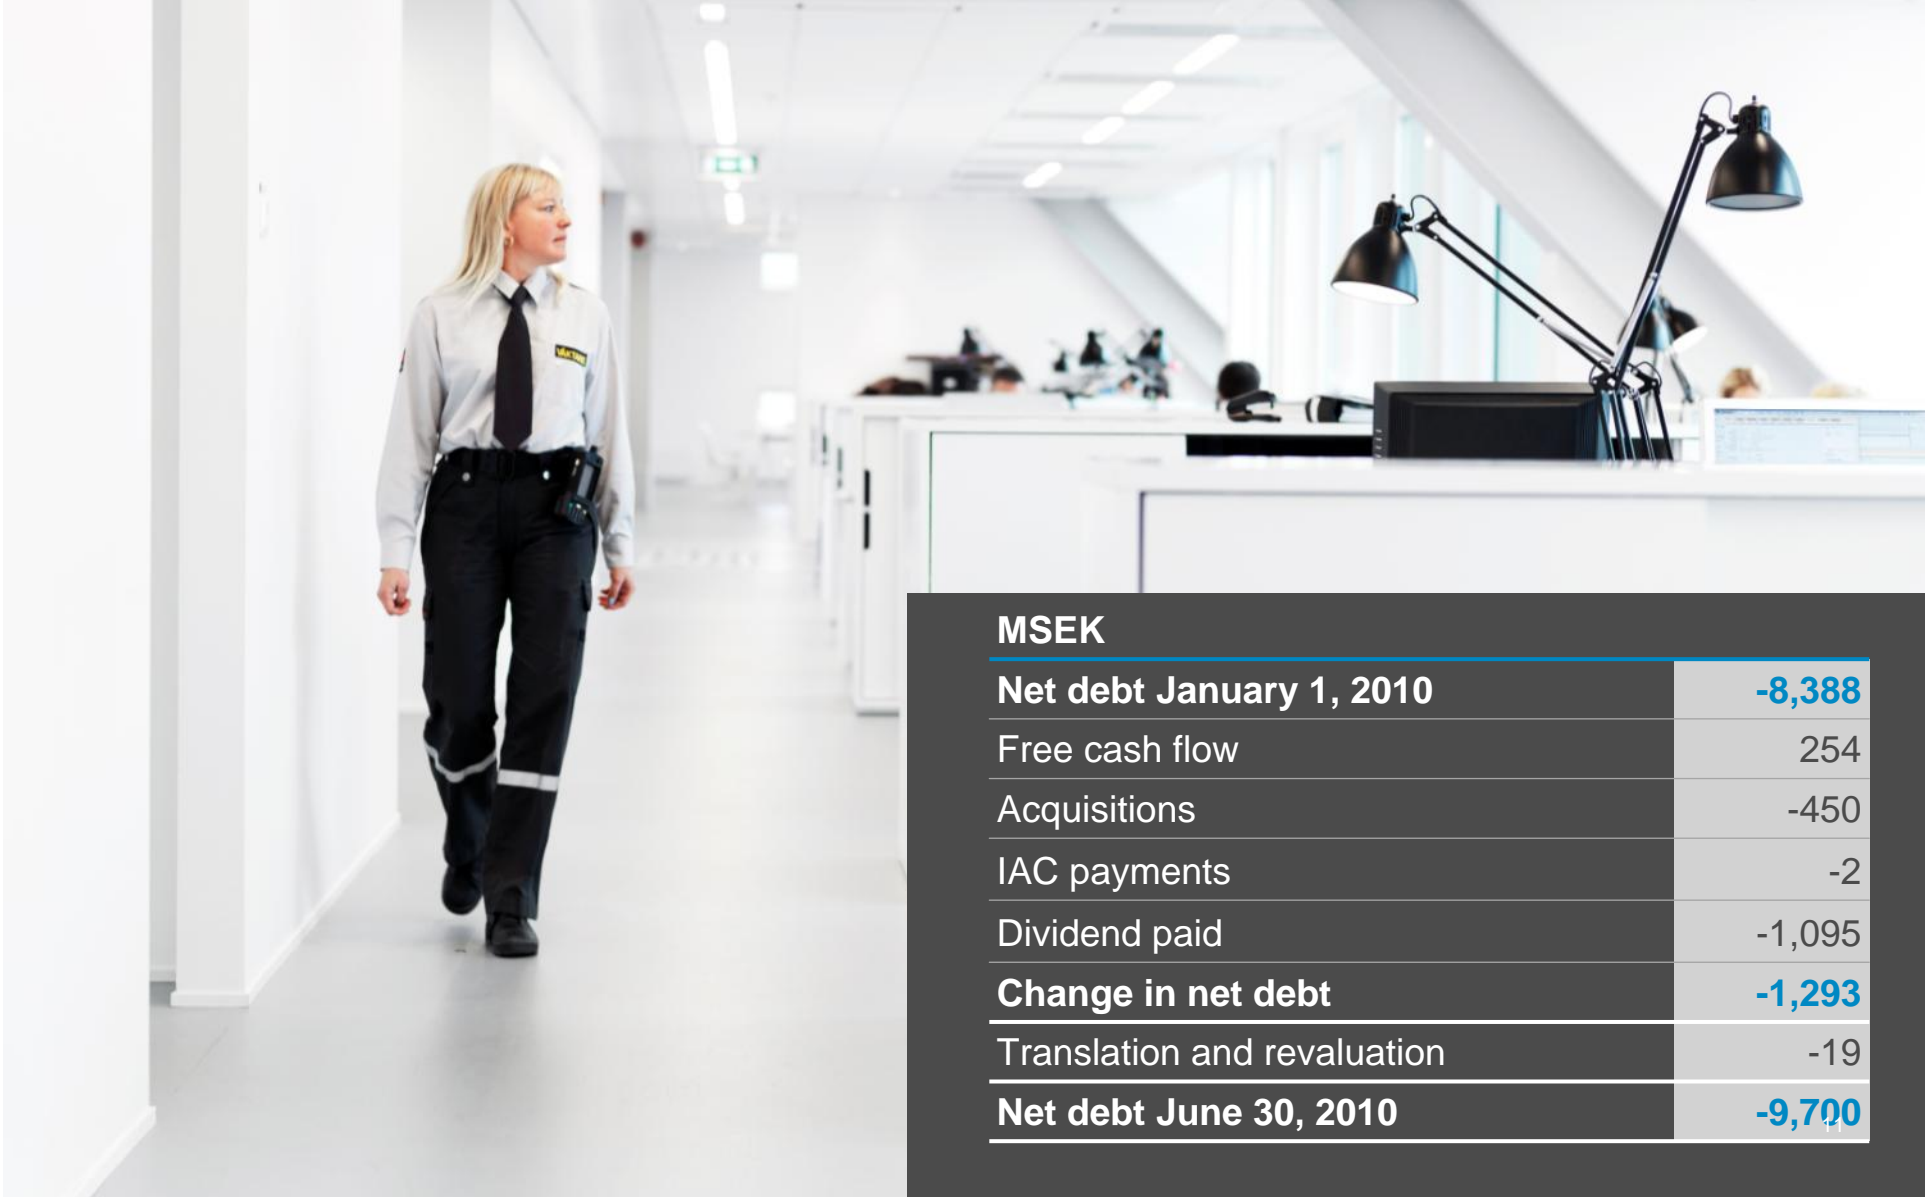 VÄKTARE
MSEK
Net debt January 1, 2010 -8,388
Free cash flow 254
Acquisitions -450
IAC payments -2
Dividend paid -1,095
Change in net debt -1,293
Translation and revaluation -19
Net debt June 30, 2010 -9,700
11